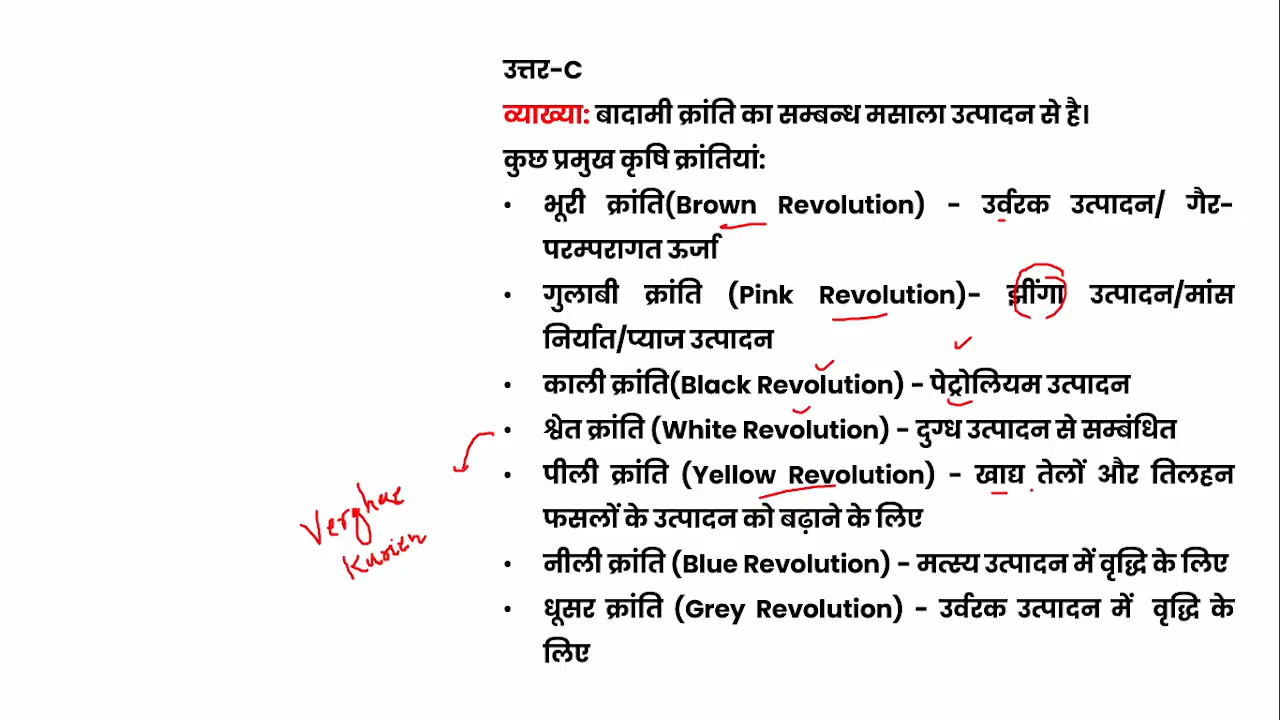 उत्तर-C
व्याख्या: बादामी क्रांति का सम्बन्ध मसाला उत्पादन से है।
कुछ प्रमुख कृषि क्रांतियां:
• भूरी क्रांति(Brown Revolution) - उर्वरक उत्पादन/ गैर-
परम्परागत ऊर्जा
• गुलाबी क्रांति (Pink Revolution)- झींगा उत्पादन/मांस
निर्यात/प्याज उत्पादन
• काली क्रांति(Black Revolution) - पेट्रोलियम उत्पादन
• श्वेत क्रांति (White Revolution) - दुग्ध उत्पादन से सम्बंधित
• पीली क्रांति (Yellow Revolution) - खाद्य तेलों और तिलहन
फसलों के उत्पादन को बढ़ाने के लिए
• नीली क्रांति (Blue Revolution) - मत्स्य उत्पादन में वृद्धि के लिए
• धूसर क्रांति (Grey Revolution) - उर्वरक उत्पादन में वृद्धि के
लिए
Kurien